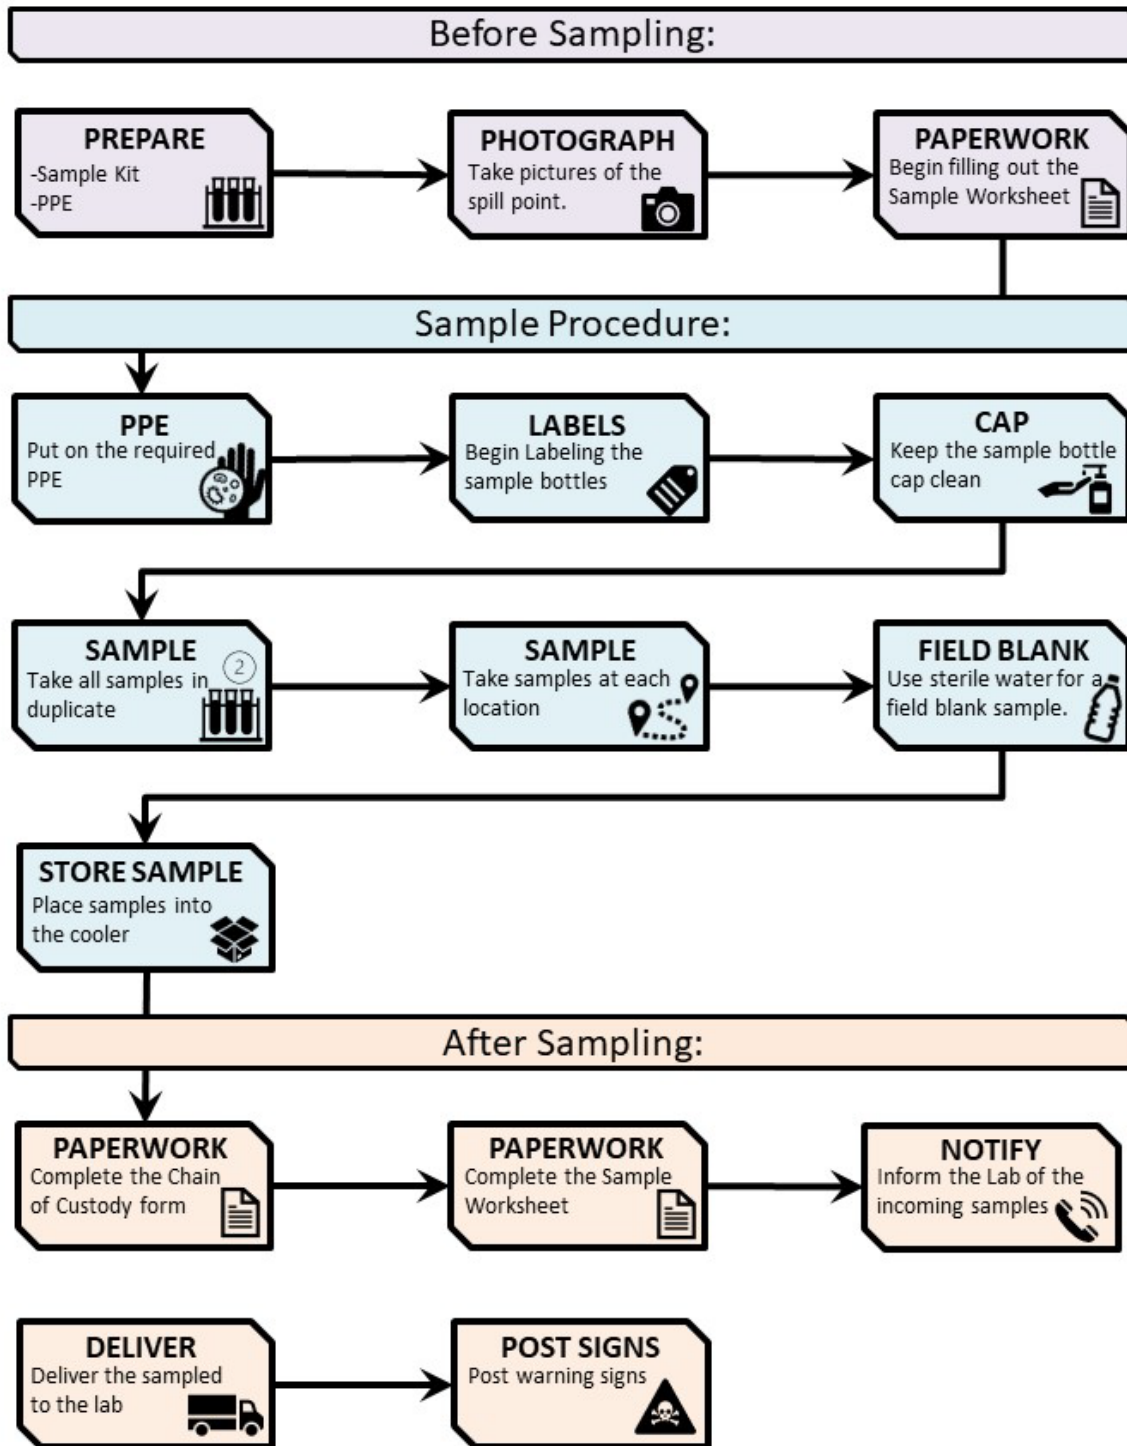 Before Sampling:
PREPARE
-Sample Kit
-PPE
PHOTOGRAPH
Take pictures of the
spill point.
PAPERWORK
Begin filling out the
Sample Worksheet
Sample Procedure:
PPE
Put on the required
PPE
LABELS
Begin Labeling the
sample bottles
CAP
Keep the sample bottle
cap clean
SAMPLE
Take all samples in
duplicate
2
SAMPLE
Take samples at each
location
FIELD BLANK
Use sterile water for a
field blank sample.
STORE SAMPLE
Place samples into
the cooler
After Sampling:
PAPERWORK
Complete the Chain
of Custody form
PAPERWORK
Complete the Sample
Worksheet
NOTIFY
Inform the Lab of the
incoming samples
DELIVER
Deliver the sampled
to the lab
POST SIGNS
Post warning signs